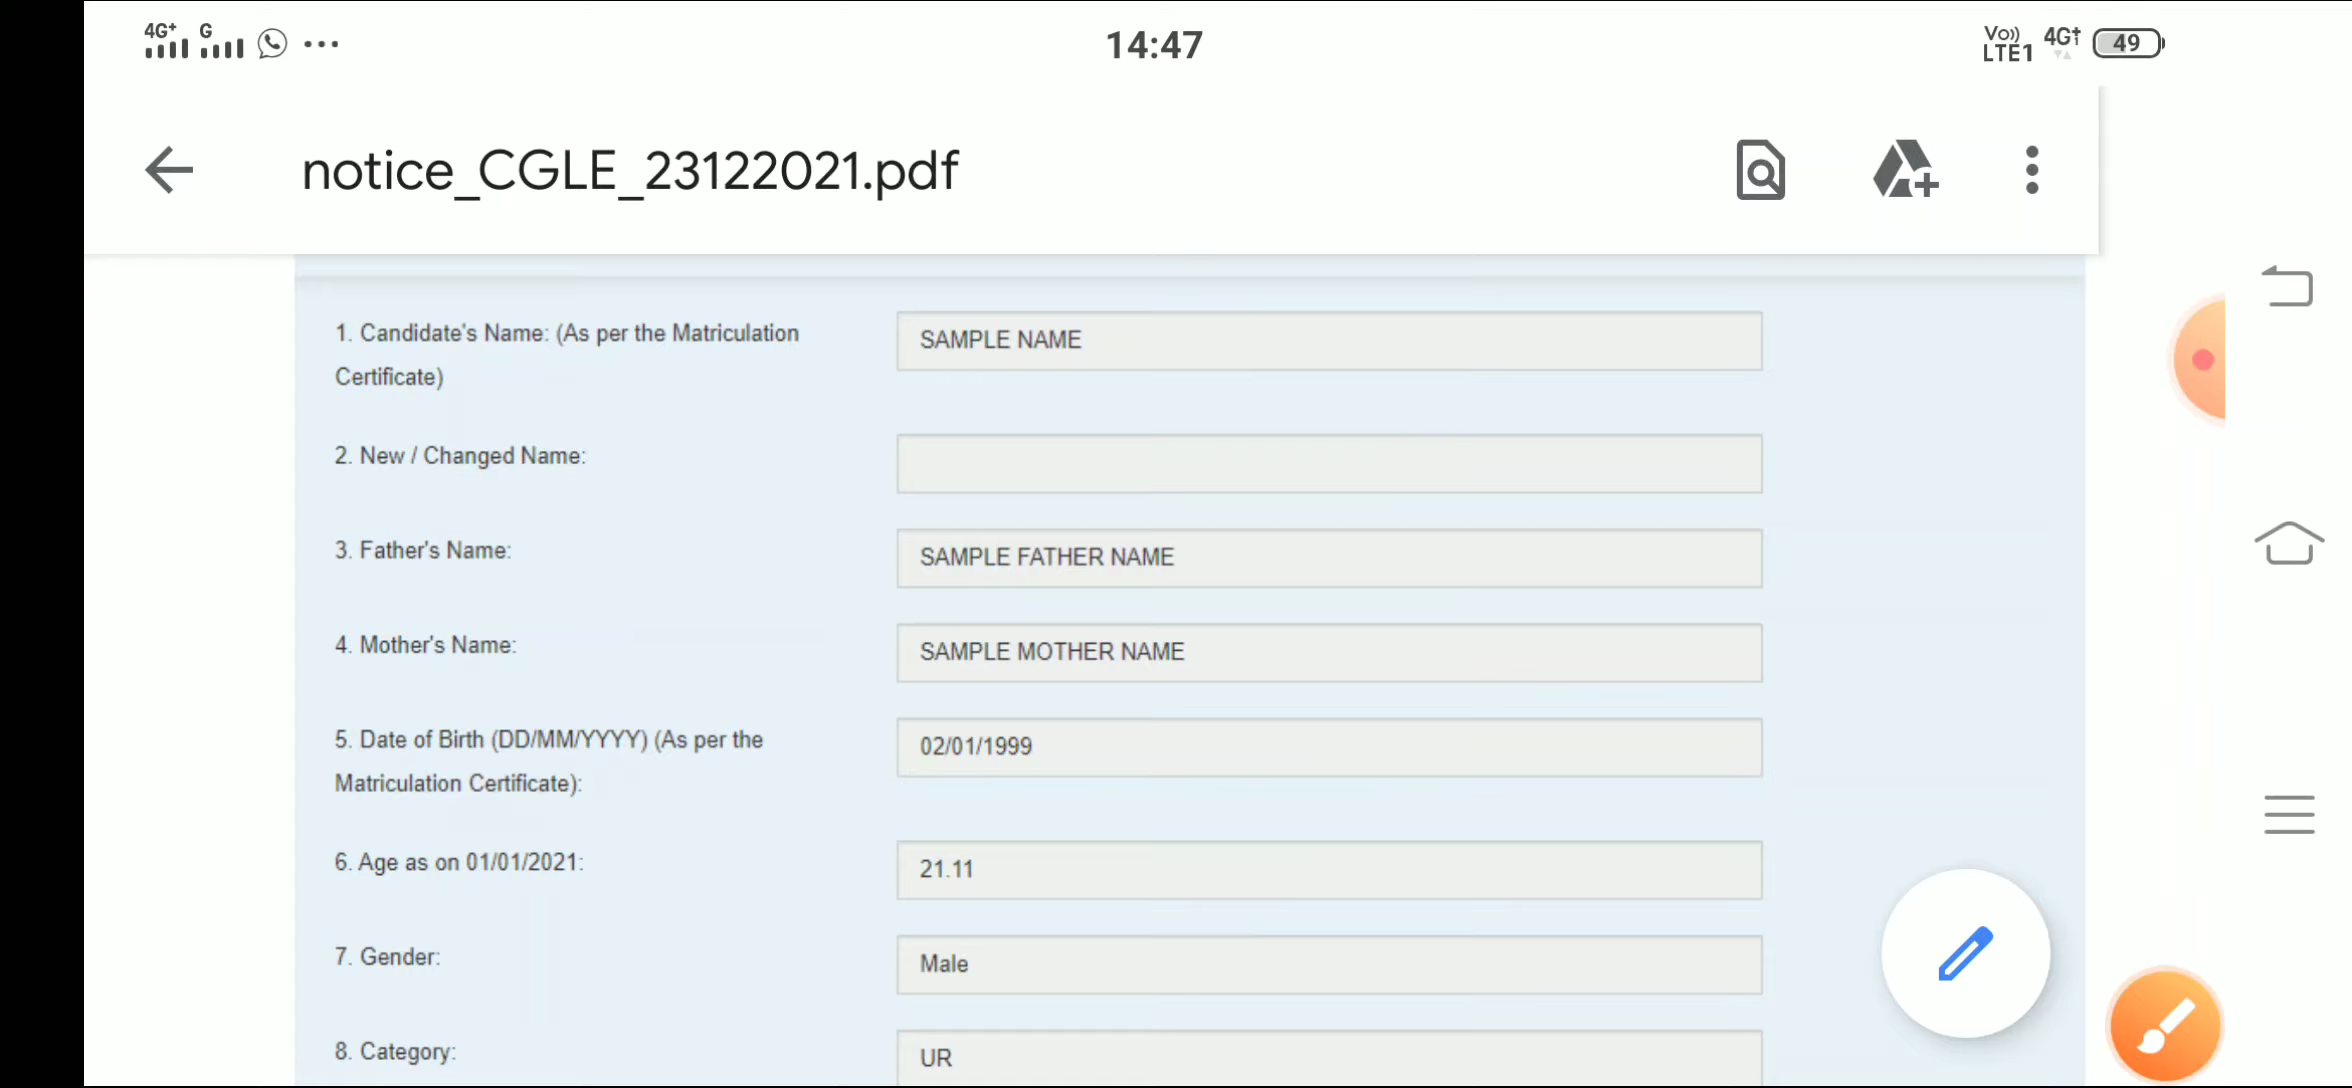 4G+ G 14:47 Vo)) LTE1 4G+ 49
notice_CGLE_23122021.pdf
1. Candidate's Name: (As per the Matriculation
Certificate)
SAMPLE NAME
2. New / Changed Name:
3. Father's Name:
SAMPLE FATHER NAME
4. Mother's Name:
SAMPLE MOTHER NAME
5. Date of Birth (DD/MM/YYYY) (As per the
Matriculation Certificate):
02/01/1999
6. Age as on 01/01/2021:
21.11
7. Gender:
Male
8. Category:
UR